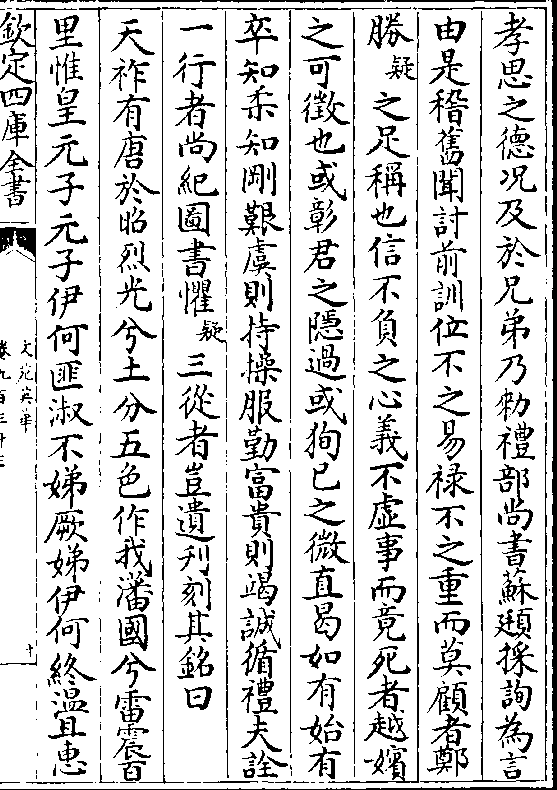 孝思之德况及於兄弟乃勑禮部尚書蘇頲採詢為言
由是稽舊聞討前訓位不之易禄不之重而莫顧者鄭
勝疑之足稱也信不負之心義不虚事而竟死者越嬪
之可徵也或彰君之隱過或狥已之微直曷如有始有
卒知柔知剛艱虞則持操服勤富貴則竭誠循禮夫詮
一行者尚紀圖書懼疑三從者豈遺刋刻其銘曰
天祚有唐於昭烈光兮土分五色作我潘國兮雷震百
里惟皇元子元子伊何匪淑不娣厥娣伊何終温且惠
欽定四庫全書
文苑英華
卷九百三十三
十